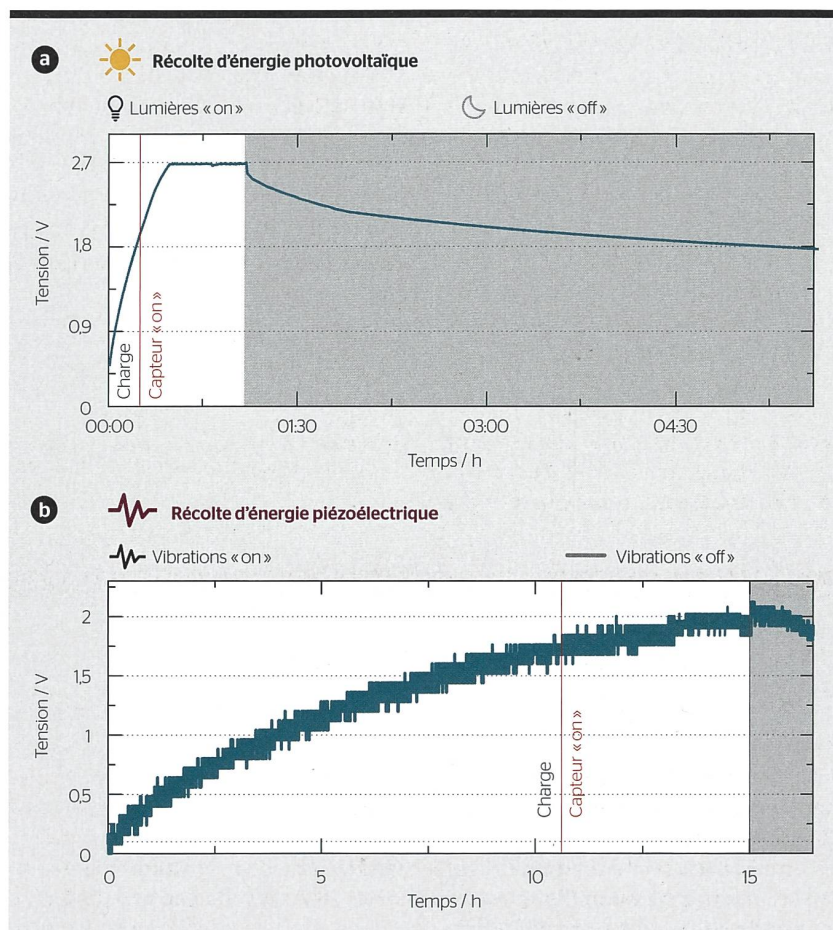 a
Récolte d'énergie photovoltaïque
Lumières « on »
Lumières « off »
2,7
1,8
0,9
0
Tension / V
Charge
Capteur « on »
00:00
01:30
03:00
04:30
Temps / h
b
Récolte d'énergie piézoélectrique
Vibrations « on »
Vibrations « off »
2
1,5
1
0,5
0
Tension / V
Charge
Capteur « on »
0
5
10
15
Temps / h